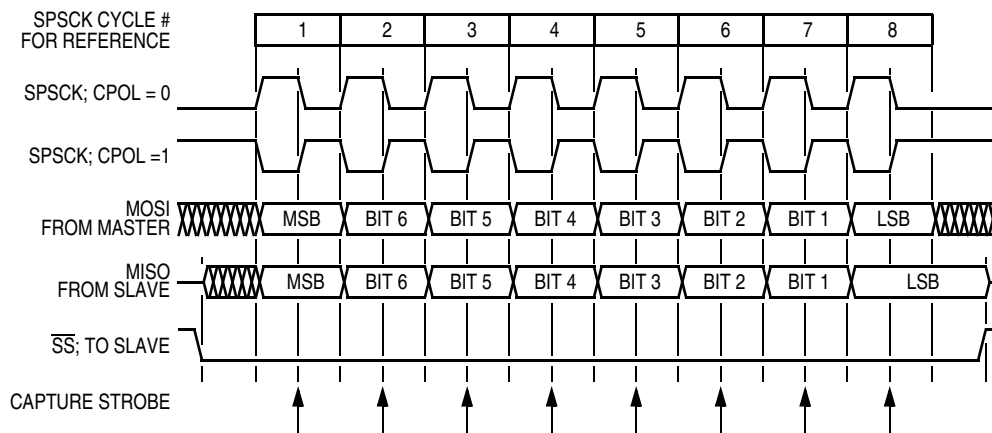 SPSCK CYCLE #
FOR REFERENCE
1 2 3 4 5 6 7 8
SPSCK; CPOL = 0
SPSCK; CPOL =1
MOSI
FROM MASTER
MSB BIT 6 BIT 5 BIT 4 BIT 3 BIT 2 BIT 1 LSB
MISO
FROM SLAVE
MSB BIT 6 BIT 5 BIT 4 BIT 3 BIT 2 BIT 1 LSB
SS; TO SLAVE
CAPTURE STROBE